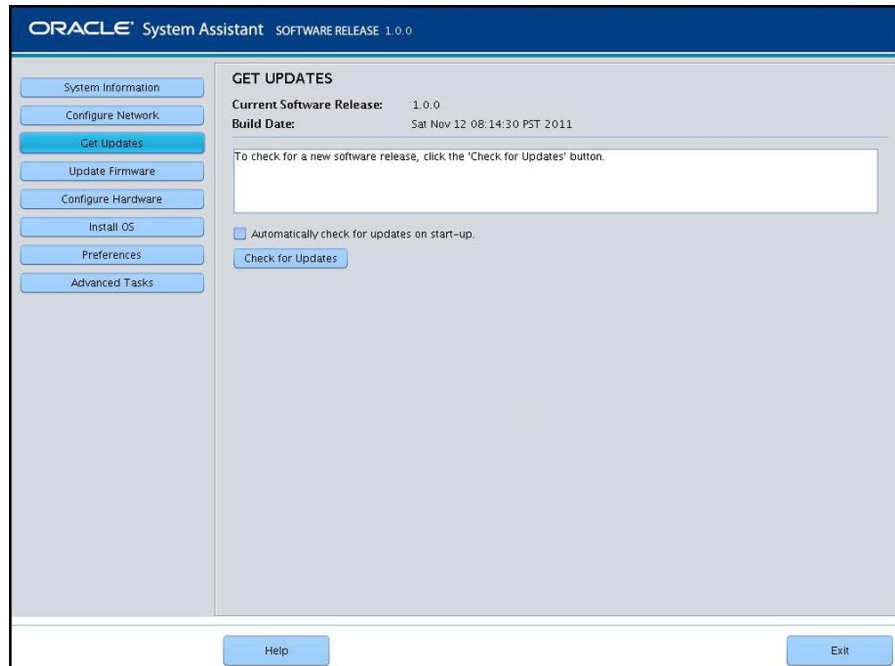 ORACLE System Assistant SOFTWARE RELEASE 1.0.0
System Information
Configure Network
Get Updates
Update Firmware
Configure Hardware
Install OS
Preferences
Advanced Tasks
GET UPDATES
Current Software Release: 1.0.0
Build Date: Sat Nov 12 08:14:30 PST 2011
To check for a new software release, click the 'Check for Updates' button.
Automatically check for updates on start-up.
Check for Updates
Help
Exit